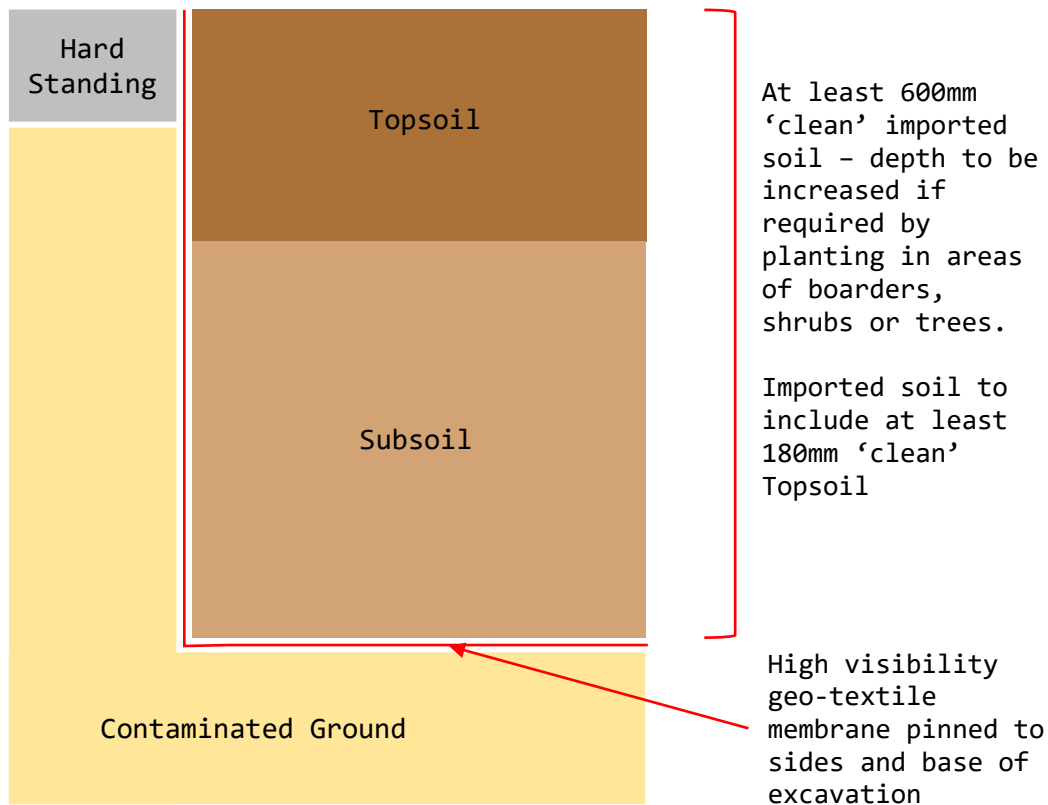 Hard
Standing
Topsoil
At least 600mm
‘clean’ imported
soil – depth to be
increased if
required by
planting in areas
of boarders,
shrubs or trees.
Imported soil to
include at least
180mm ‘clean’
Topsoil
Subsoil
High visibility
geo-textile
membrane pinned to
sides and base of
excavation
Contaminated Ground